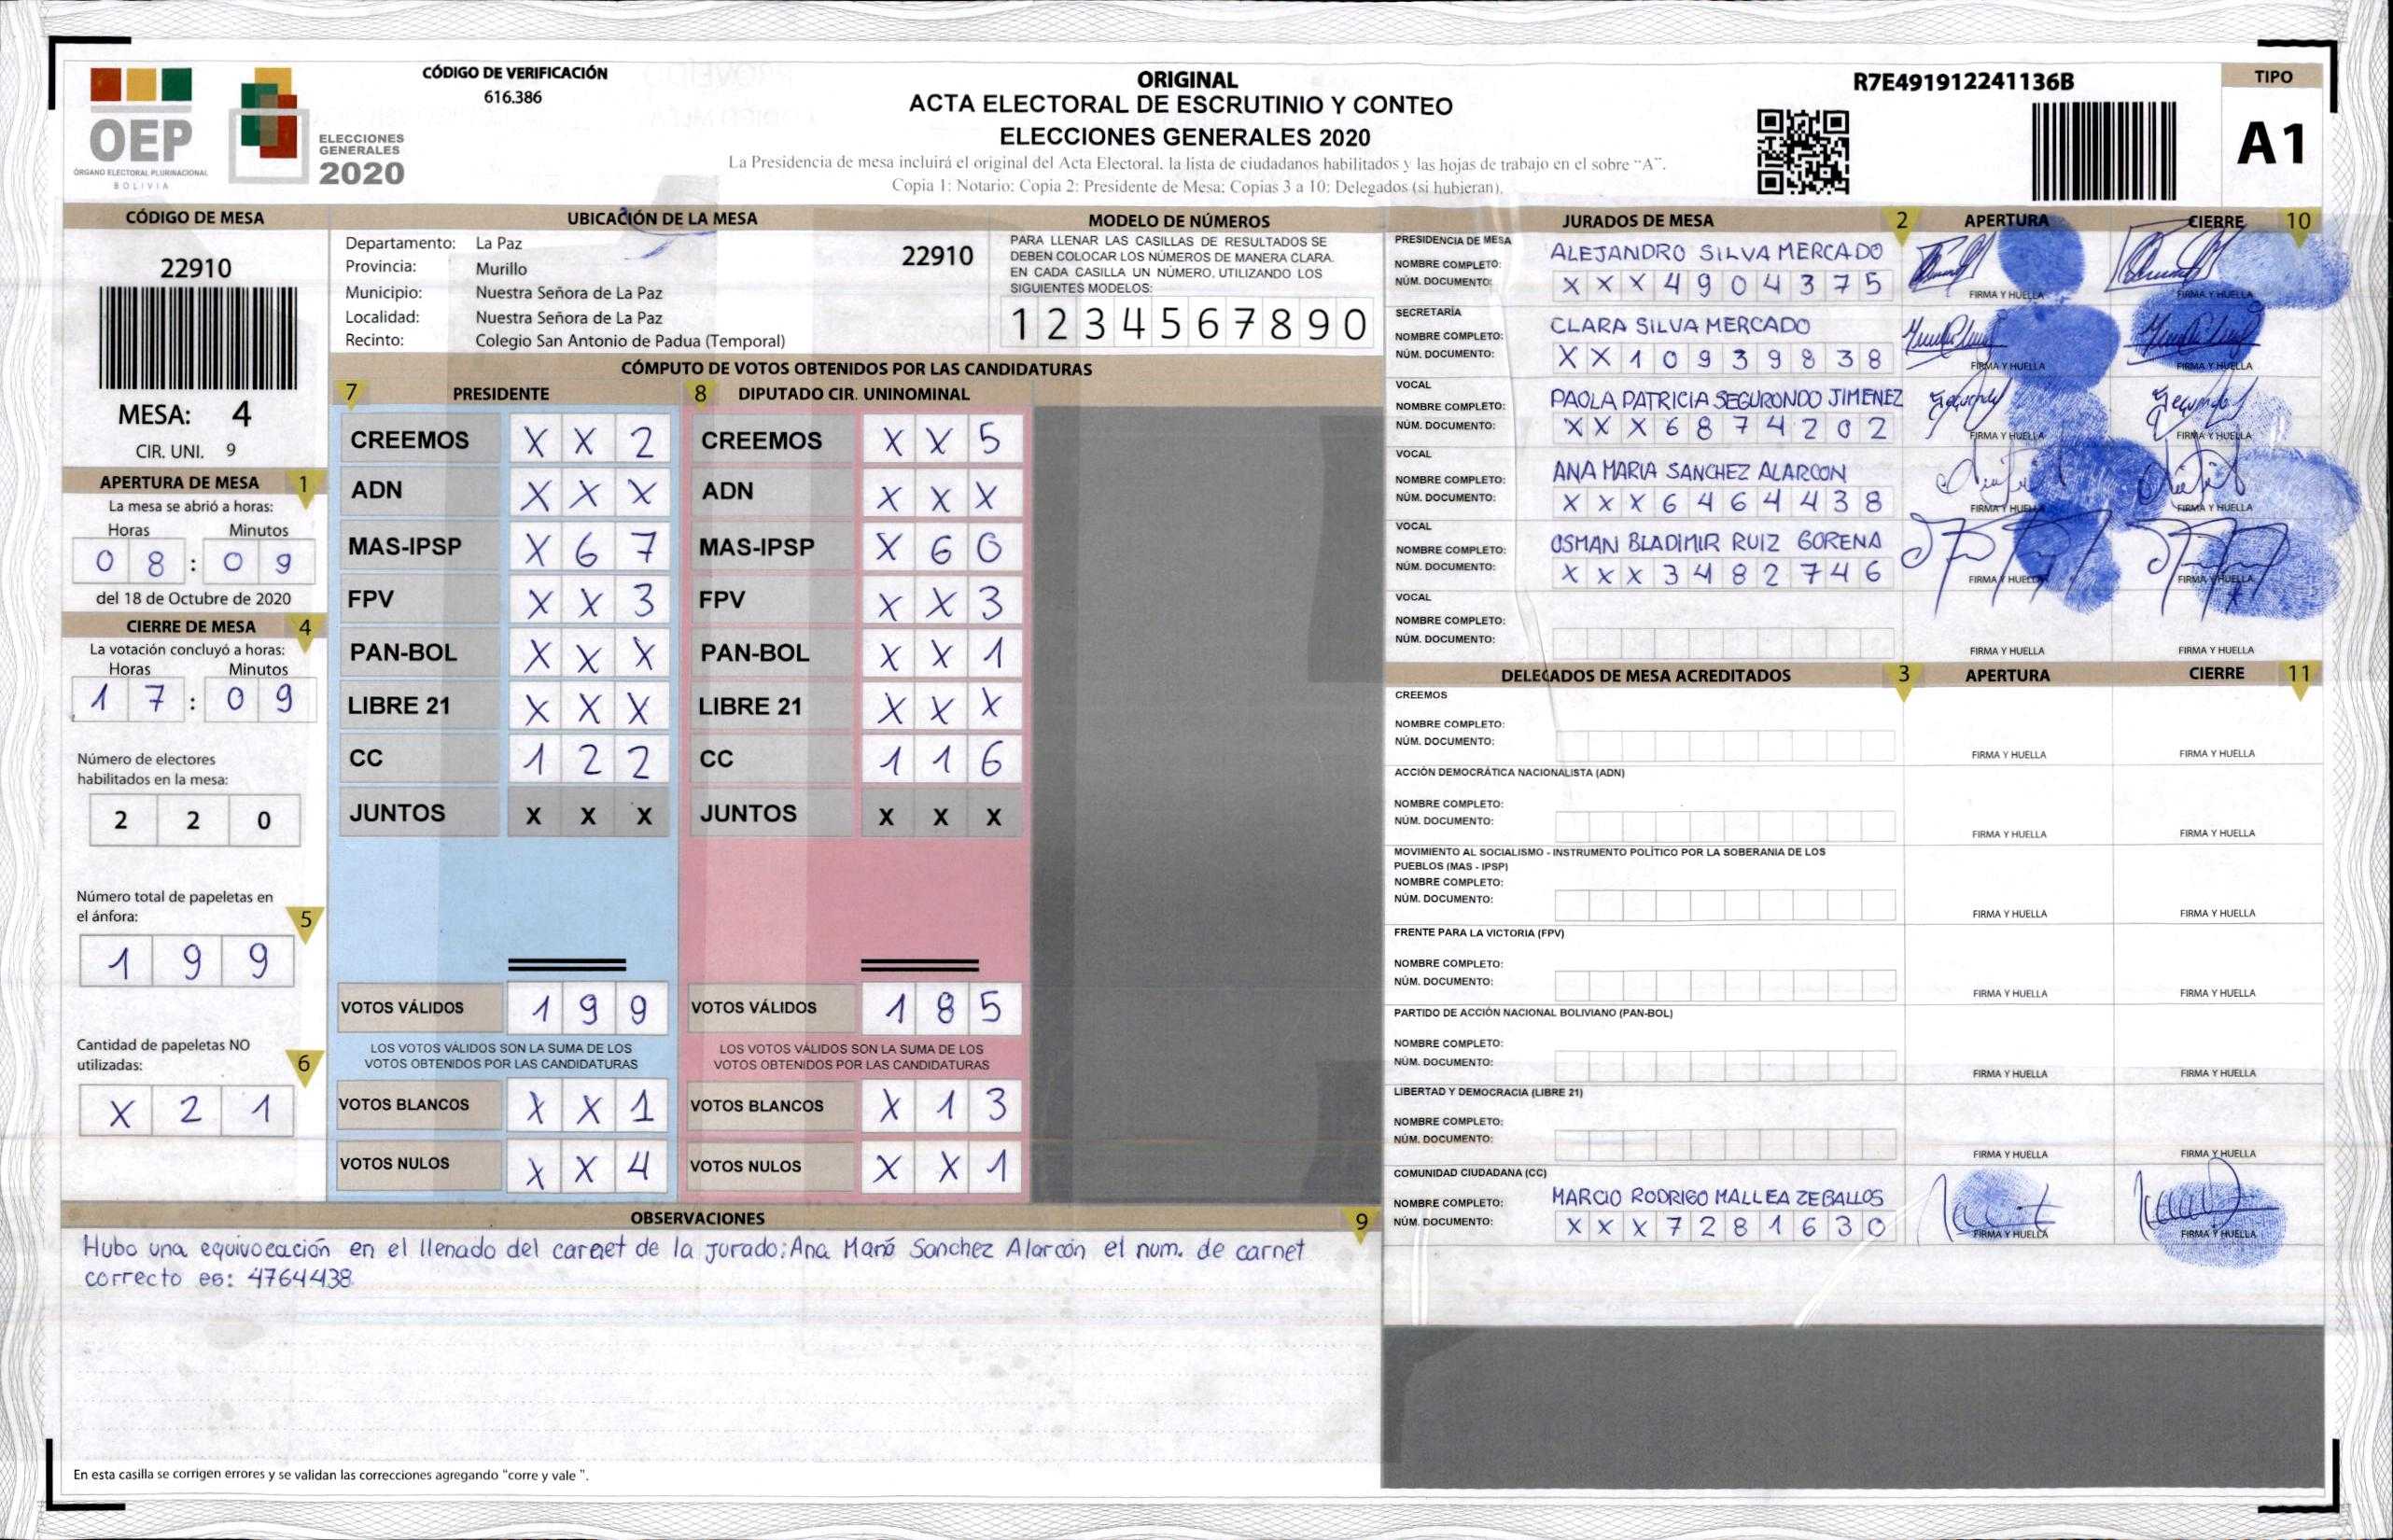 CÓDIGO DE VERIFICACIÓN
616.386
OEP
ÓRGANO ELECTORAL PLURINACIONAL
BOLIVIA
ELECCIONES
GENERALES
2020
ORIGINAL
ACTA ELECTORAL DE ESCRUTINIO Y CONTEO
ELECCIONES GENERALES 2020
La Presidencia de mesa incluirá el original del Acta Electoral, la lista de ciudadanos habilitados y las hojas de trabajo en el sobre "A".
Copia 1: Notario; Copia 2: Presidente de Mesa; Copias 3 a 10: Delegados (si hubieran).
R7E491912241136B
TIPO
A1
CÓDIGO DE MESA
22910
MESA: 4
CIR. UNI. 9
APERTURA DE MESA 1
La mesa se abrió a horas:
Horas Minutos
0 8 : 0 9
del 18 de Octubre de 2020
CIERRE DE MESA 4
La votación concluyó a horas:
Horas Minutos
1 7 : 0 9
Número de electores
habilitados en la mesa:
2 2 0
Número total de papeletas en
el ánfora: 5
1 9 9
Cantidad de papeletas NO
utilizadas: 6
X 2 1
UBICACIÓN DE LA MESA
Departamento: La Paz
Provincia: Murillo
Municipio: Nuestra Señora de La Paz
Localidad: Nuestra Señora de La Paz
Recinto: Colegio San Antonio de Padua (Temporal)
22910
MODELO DE NÚMEROS
PARA LLENAR LAS CASILLAS DE RESULTADOS SE
DEBEN COLOCAR LOS NÚMEROS DE MANERA CLARA.
EN CADA CASILLA UN NÚMERO, UTILIZANDO LOS
SIGUIENTES MODELOS:
1 2 3 4 5 6 7 8 9 0
CÓMPUTO DE VOTOS OBTENIDOS POR LAS CANDIDATURAS
7 PRESIDENTE 8 DIPUTADO CIR. UNINOMINAL
CREEMOS X X 2 CREEMOS X X 5
ADN X X X ADN X X X
MAS-IPSP X 6 7 MAS-IPSP X 6 0
FPV X X 3 FPV X X 3
PAN-BOL X X X PAN-BOL X X 1
LIBRE 21 X X X LIBRE 21 X X X
CC 1 2 2 CC 1 1 6
JUNTOS X X X JUNTOS X X X
VOTOS VÁLIDOS 1 9 9 VOTOS VÁLIDOS 1 8 5
LOS VOTOS VÁLIDOS SON LA SUMA DE LOS LOS VOTOS VÁLIDOS SON LA SUMA DE LOS
VOTOS OBTENIDOS POR LAS CANDIDATURAS VOTOS OBTENIDOS POR LAS CANDIDATURAS
VOTOS BLANCOS X X 1 VOTOS BLANCOS X 1 3
VOTOS NULOS X X 4 VOTOS NULOS X X 1
OBSERVACIONES 9
Hubo una equivocación en el llenado del carnet de la jurado: Ana María Sanchez Alarcón el num. de carnet
correcto es: 4764438
En esta casilla se corrigen errores y se validan las correcciones agregando "corre y vale ".
JURADOS DE MESA 2 APERTURA CIERRE 10
PRESIDENCIA DE MESA
NOMBRE COMPLETO: ALEJANDRO SILVA MERCADO
NÚM. DOCUMENTO: X X X 4 9 0 4 3 7 5
FIRMA Y HUELLA FIRMA Y HUELLA
SECRETARÍA
NOMBRE COMPLETO: CLARA SILVA MERCADO
NÚM. DOCUMENTO: X X 1 0 9 3 9 8 3 8
FIRMA Y HUELLA FIRMA Y HUELLA
VOCAL
NOMBRE COMPLETO: PAOLA PATRICIA SEGURONDO JIMENEZ
NÚM. DOCUMENTO: X X X 6 8 7 4 2 0 2
FIRMA Y HUELLA FIRMA Y HUELLA
VOCAL
NOMBRE COMPLETO: ANA MARIA SANCHEZ ALARCON
NÚM. DOCUMENTO: X X X 6 4 6 4 4 3 8
FIRMA Y HUELLA FIRMA Y HUELLA
VOCAL
NOMBRE COMPLETO: OSMAN BLADIMIR RUIZ GORENA
NÚM. DOCUMENTO: X X X 3 4 8 2 7 4 6
FIRMA Y HUELLA FIRMA Y HUELLA
VOCAL
NOMBRE COMPLETO:
NÚM. DOCUMENTO:
FIRMA Y HUELLA FIRMA Y HUELLA
DELEGADOS DE MESA ACREDITADOS 3 APERTURA CIERRE 11
CREEMOS
NOMBRE COMPLETO:
NÚM. DOCUMENTO:
FIRMA Y HUELLA FIRMA Y HUELLA
ACCIÓN DEMOCRÁTICA NACIONALISTA (ADN)
NOMBRE COMPLETO:
NÚM. DOCUMENTO:
FIRMA Y HUELLA FIRMA Y HUELLA
MOVIMIENTO AL SOCIALISMO - INSTRUMENTO POLÍTICO POR LA SOBERANIA DE LOS
PUEBLOS (MAS - IPSP)
NOMBRE COMPLETO:
NÚM. DOCUMENTO:
FIRMA Y HUELLA FIRMA Y HUELLA
FRENTE PARA LA VICTORIA (FPV)
NOMBRE COMPLETO:
NÚM. DOCUMENTO:
FIRMA Y HUELLA FIRMA Y HUELLA
PARTIDO DE ACCIÓN NACIONAL BOLIVIANO (PAN-BOL)
NOMBRE COMPLETO:
NÚM. DOCUMENTO:
FIRMA Y HUELLA FIRMA Y HUELLA
LIBERTAD Y DEMOCRACIA (LIBRE 21)
NOMBRE COMPLETO:
NÚM. DOCUMENTO:
FIRMA Y HUELLA FIRMA Y HUELLA
COMUNIDAD CIUDADANA (CC)
NOMBRE COMPLETO: MARCIO RODRIGO MALLEA ZEBALLOS
NÚM. DOCUMENTO: X X X 7 2 8 1 6 3 0
FIRMA Y HUELLA FIRMA Y HUELLA